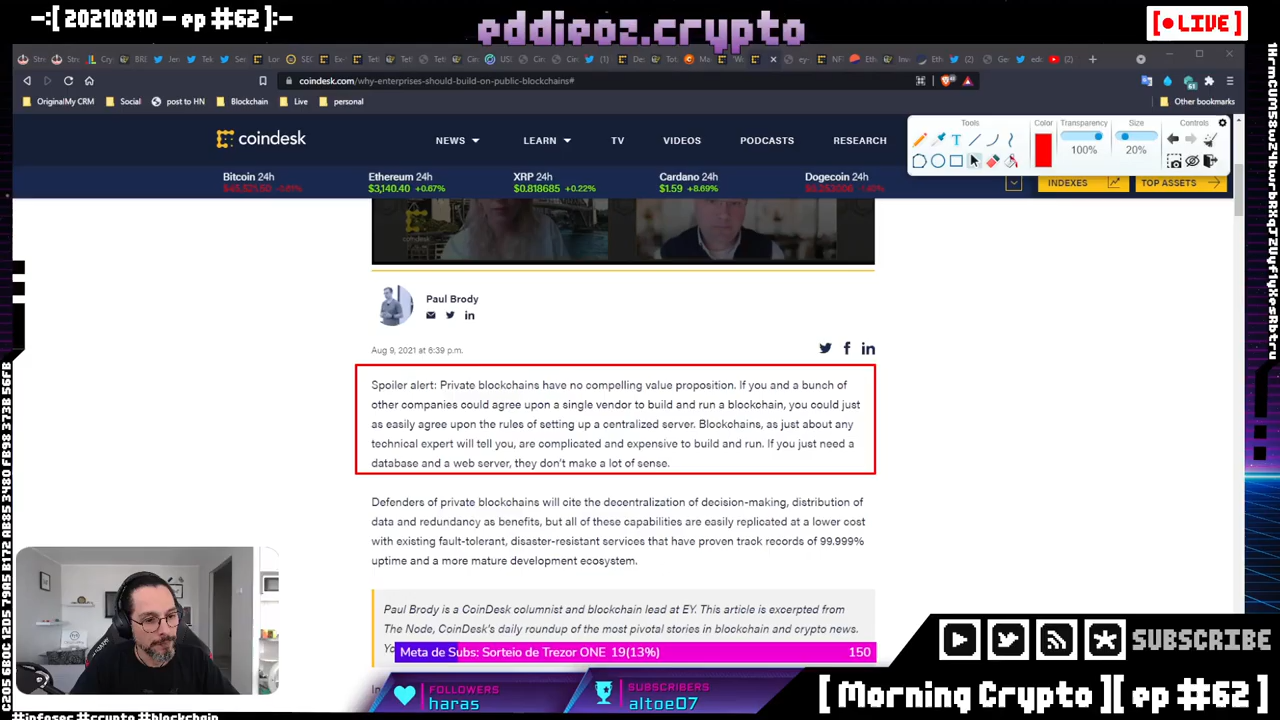 -:[ 20210810 - ep #62 ]:-
eddieoz.crypto
[● LIVE]
coindesk.com/why-enterprises-should-build-on-public-blockchains#
OriginalMy CRM
Social
post to HN
Blockchain
Live
personal
Other bookmarks
coindesk
NEWS
LEARN
TV
VIDEOS
PODCASTS
RESEARCH
Tools
Color
Transparency
Size
Controls
100%
20%
Bitcoin 24h
Ethereum 24h
$3,140.40 +0.67%
XRP 24h
$0.818685 +0.22%
Cardano 24h
$1.59 +8.69%
Dogecoin 24h
INDEXES
TOP ASSETS
Paul Brody
Aug 9, 2021 at 6:39 p.m.
Spoiler alert: Private blockchains have no compelling value proposition. If you and a bunch of
other companies could agree upon a single vendor to build and run a blockchain, you could just
as easily agree upon the rules of setting up a centralized server. Blockchains, as just about any
technical expert will tell you, are complicated and expensive to build and run. If you just need a
database and a web server, they don't make a lot of sense.
Defenders of private blockchains will cite the decentralization of decision-making, distribution of
data and redundancy as benefits, but all of these capabilities are easily replicated at a lower cost
with existing fault-tolerant, disaster-resistant services that have proven track records of 99.999%
uptime and a more mature development ecosystem.
Paul Brody is a CoinDesk columnist and blockchain lead at EY. This article is excerpted from
The Node, CoinDesk's daily roundup of the most pivotal stories in blockchain and crypto news.
Meta de Subs: Sorteio de Trezor ONE 19(13%)
150
FOLLOWERS
haras
SUBSCRIBERS
altoe07
SUBSCRIBE
[ Morning Crypto ][ ep #62 ]
#infosec #crypto #blockchain
C205 5B0C 12D5 7995 B172 AB85 3480 FB98 373B 567B